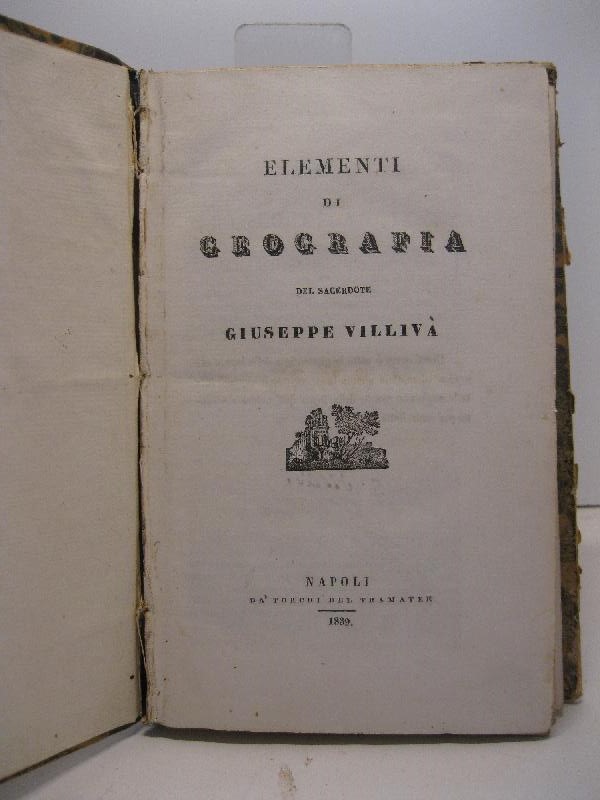 ELEMENTI
DI
GEOGRAFIA
DEL SACERDOTE
GIUSEPPE VILLIVÀ
NAPOLI
DA' TORCHI DEL TRAMATER
1839.